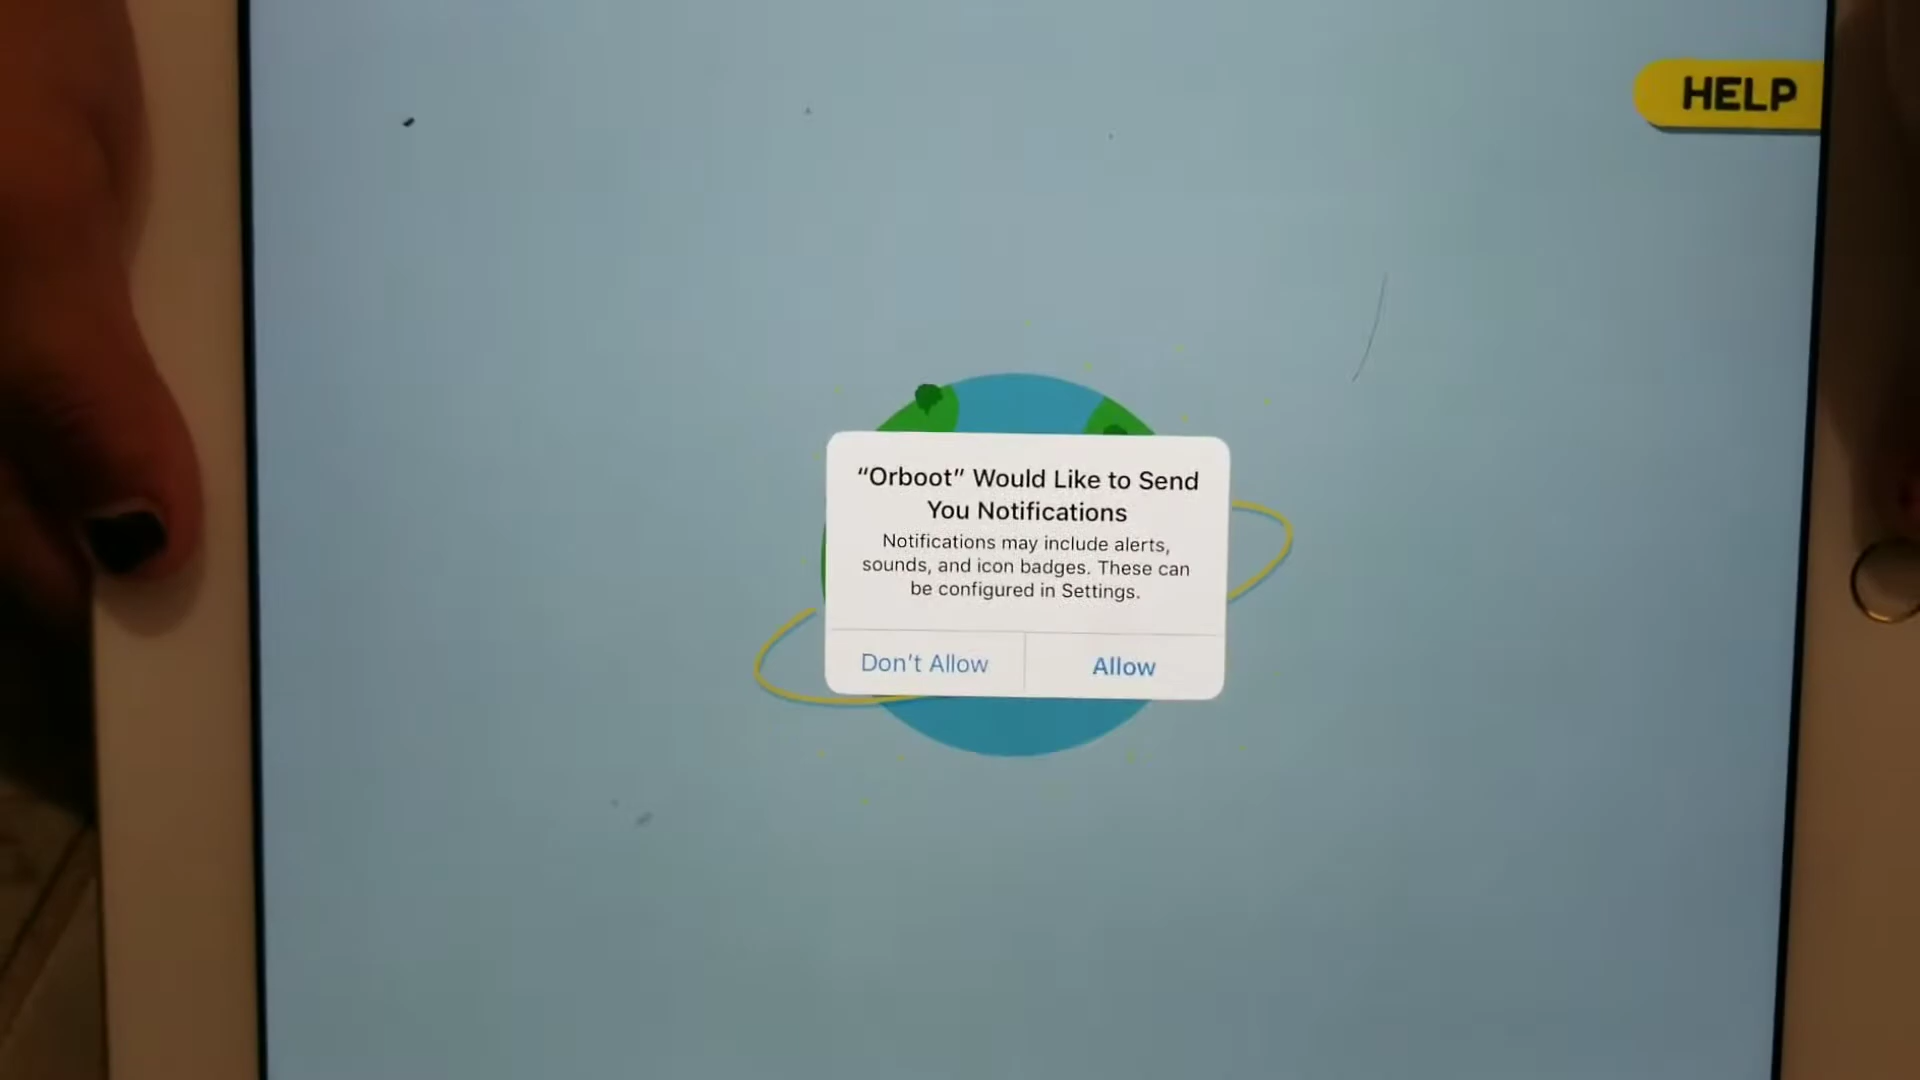 HELP
“Orboot” Would Like to Send
You Notifications
Notifications may include alerts,
sounds, and icon badges. These can
be configured in Settings.
Don't Allow
Allow